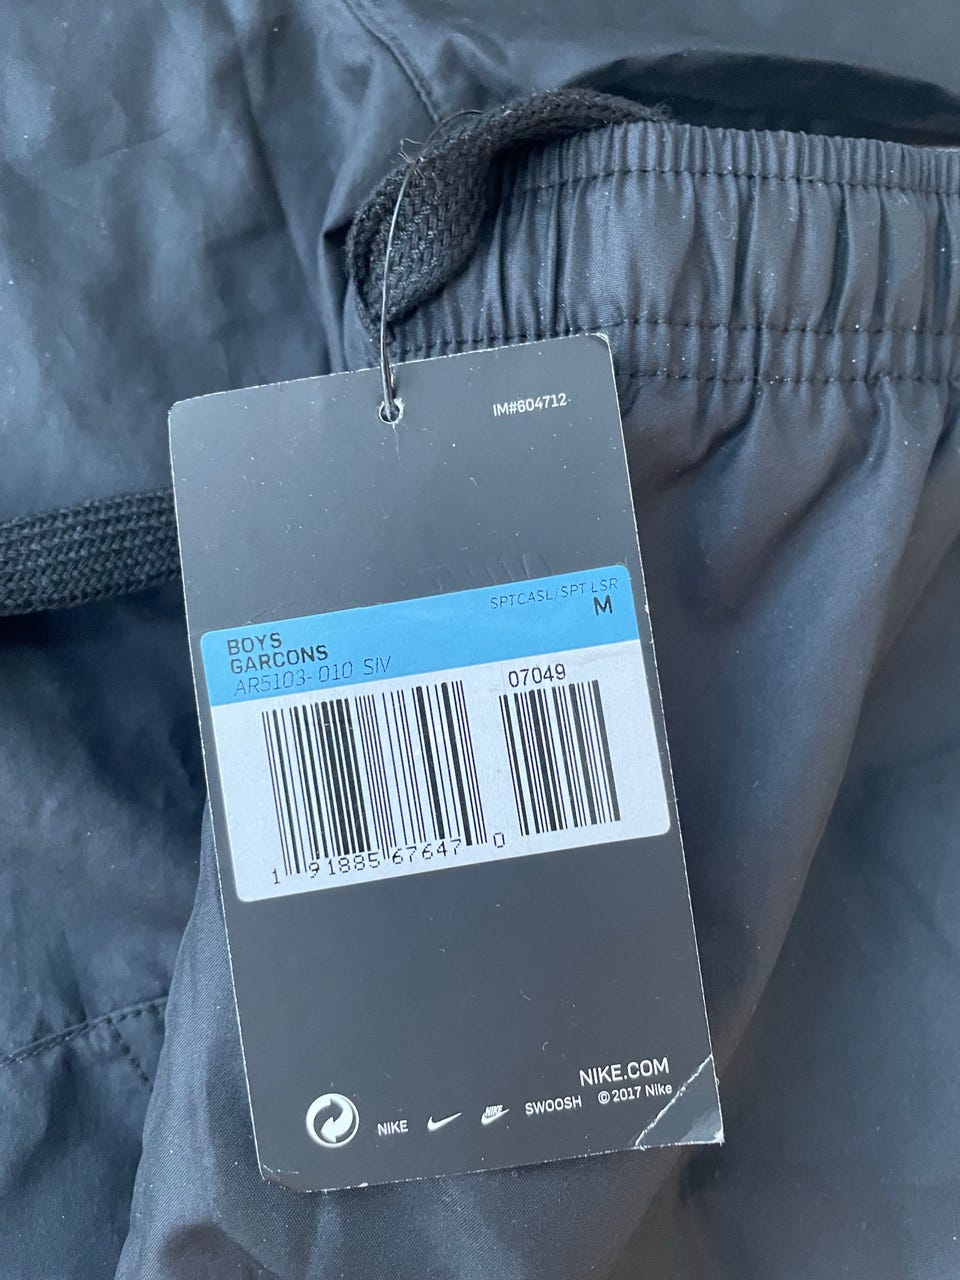 IM#604712
SPTCASL/SPT LSR
M
BOYS
GARCONS
AR5103-010 SIV
07049
1 91885 67647 0
NIKE.COM
NIKE NIKE SWOOSH ©2017 Nike